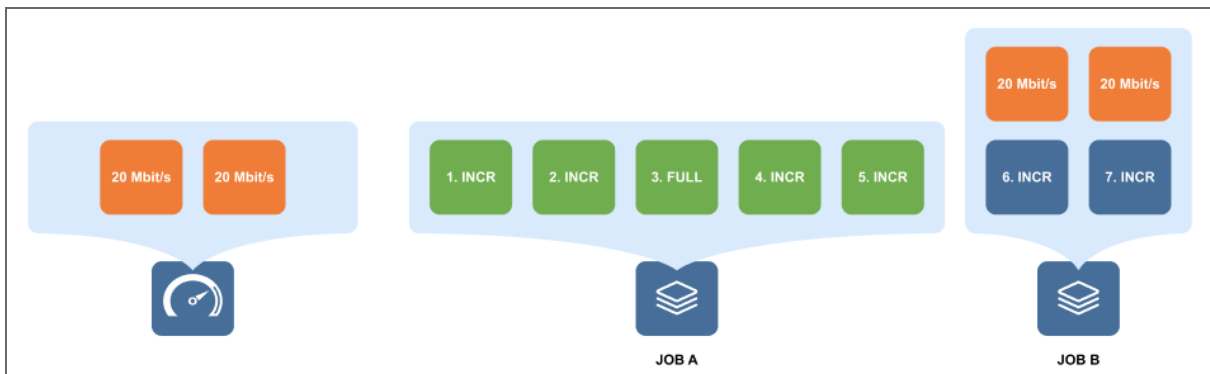 20 Mbit/s 20 Mbit/s
20 Mbit/s 20 Mbit/s
1. INCR 2. INCR 3. FULL 4. INCR 5. INCR
6. INCR 7. INCR
JOB A
JOB B